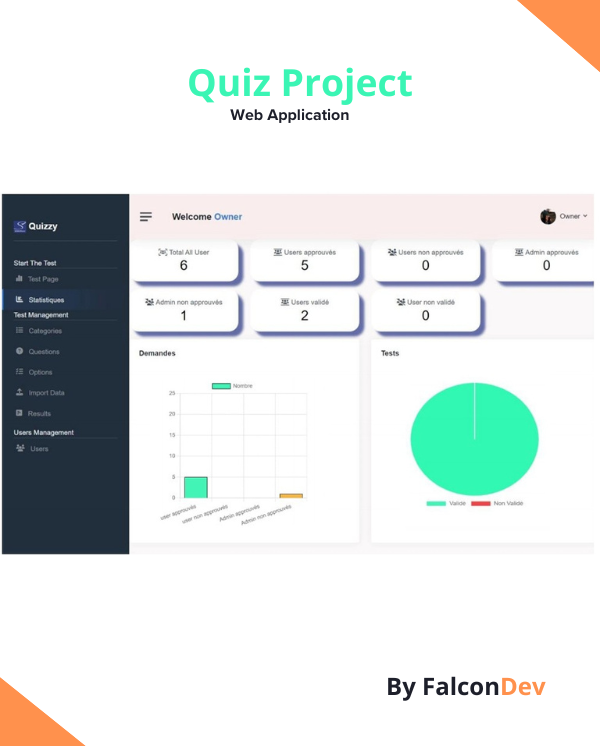 Quiz Project
Web Application
Quizzy
Welcome Owner
Owner
Start The Test
Test Page
Statistiques
Test Management
Categories
Questions
Options
Import Data
Results
Users Management
Users
Total All User
6
Users approuvés
5
Users non approuvés
0
Admin approuvés
0
Admin non approuvés
1
Users validé
2
User non validé
0
Demandes
Nombre
25
20
15
10
5
0
user approuvés
user non approuvés
Admin approuvés
Admin non approuvés
Tests
Validé
Non Validé
By FalconDev